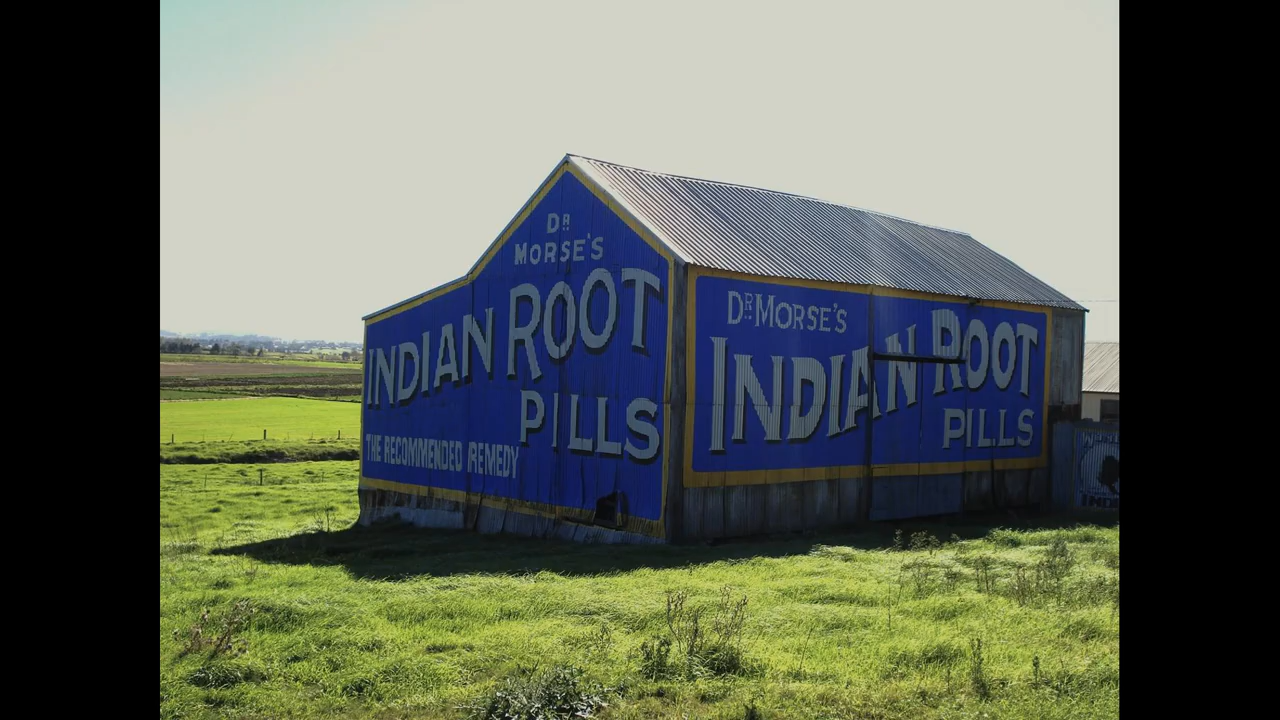 DR
MORSE'S
INDIAN ROOT
PILLS
THE RECOMMENDED REMEDY
DR MORSE'S
INDIAN ROOT
PILLS